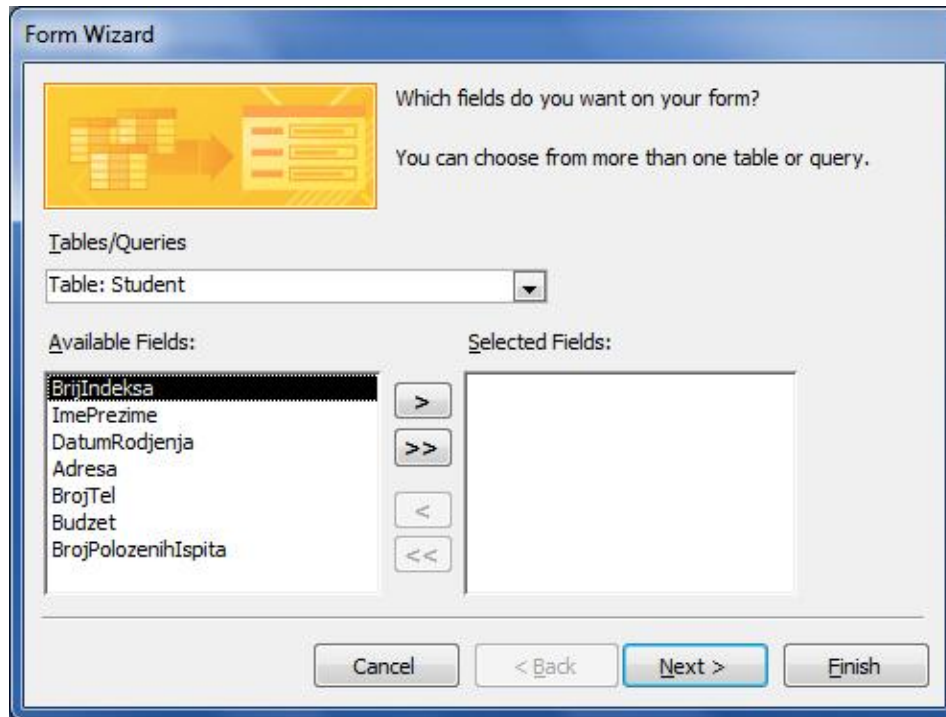 Form Wizard
Which fields do you want on your form?
You can choose from more than one table or query.
Tables/Queries
Table: Student
Available Fields:
Selected Fields:
BrijIndeksa
ImePrezime
DatumRodjenja
Adresa
BrojTel
Budzet
BrojPolozenihIspita
>
>>
<
<<
Cancel
< Back
Next >
Finish